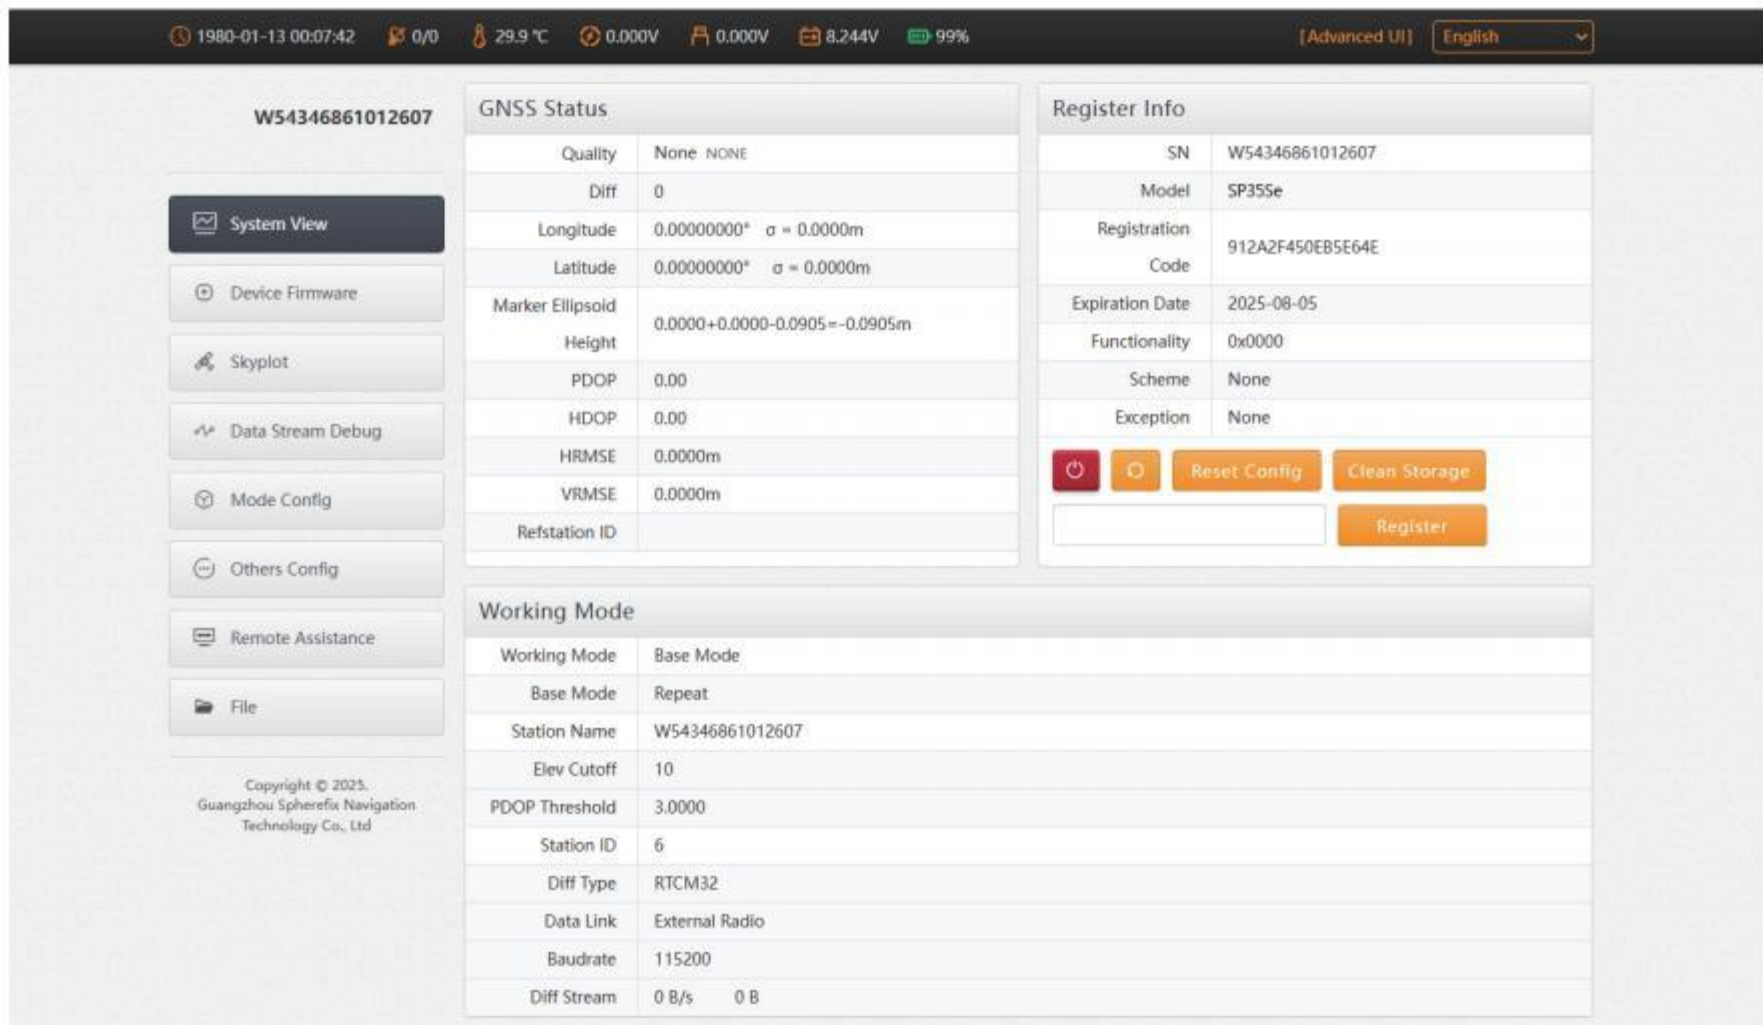 1980-01-13 00:07:42 0/0 29.9 ℃ 0.000V 0.000V 8.244V 99% [Advanced UI] English
W54346861012607
System View
Device Firmware
Skyplot
Data Stream Debug
Mode Config
Others Config
Remote Assistance
File
Copyright © 2025.
Guangzhou Spherefix Navigation
Technology Co., Ltd
GNSS Status
Quality None NONE
Diff 0
Longitude 0.00000000° σ = 0.0000m
Latitude 0.00000000° σ = 0.0000m
Marker Ellipsoid
Height 0.0000+0.0000-0.0905=-0.0905m
PDOP 0.00
HDOP 0.00
HRMSE 0.0000m
VRMSE 0.0000m
Refstation ID
Register Info
SN W54346861012607
Model SP35Se
Registration
Code 912A2F450EB5E64E
Expiration Date 2025-08-05
Functionality 0x0000
Scheme None
Exception None
Reset Config Clean Storage
Register
Working Mode
Working Mode Base Mode
Base Mode Repeat
Station Name W54346861012607
Elev Cutoff 10
PDOP Threshold 3.0000
Station ID 6
Diff Type RTCM32
Data Link External Radio
Baudrate 115200
Diff Stream 0 B/s 0 B